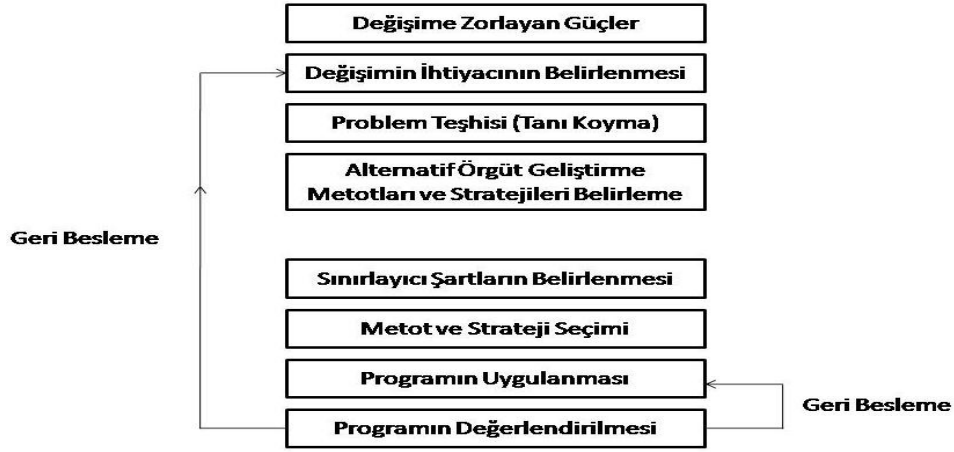 Değişime Zorlayan Güçler
Değişimin İhtiyacının Belirlenmesi
Problem Teşhisi (Tanı Koyma)
Alternatif Örgüt Geliştirme
Metotları ve Stratejileri Belirleme
Geri Besleme
Sınırlayıcı Şartların Belirlenmesi
Metot ve Strateji Seçimi
Programın Uygulanması
Geri Besleme
Programın Değerlendirilmesi